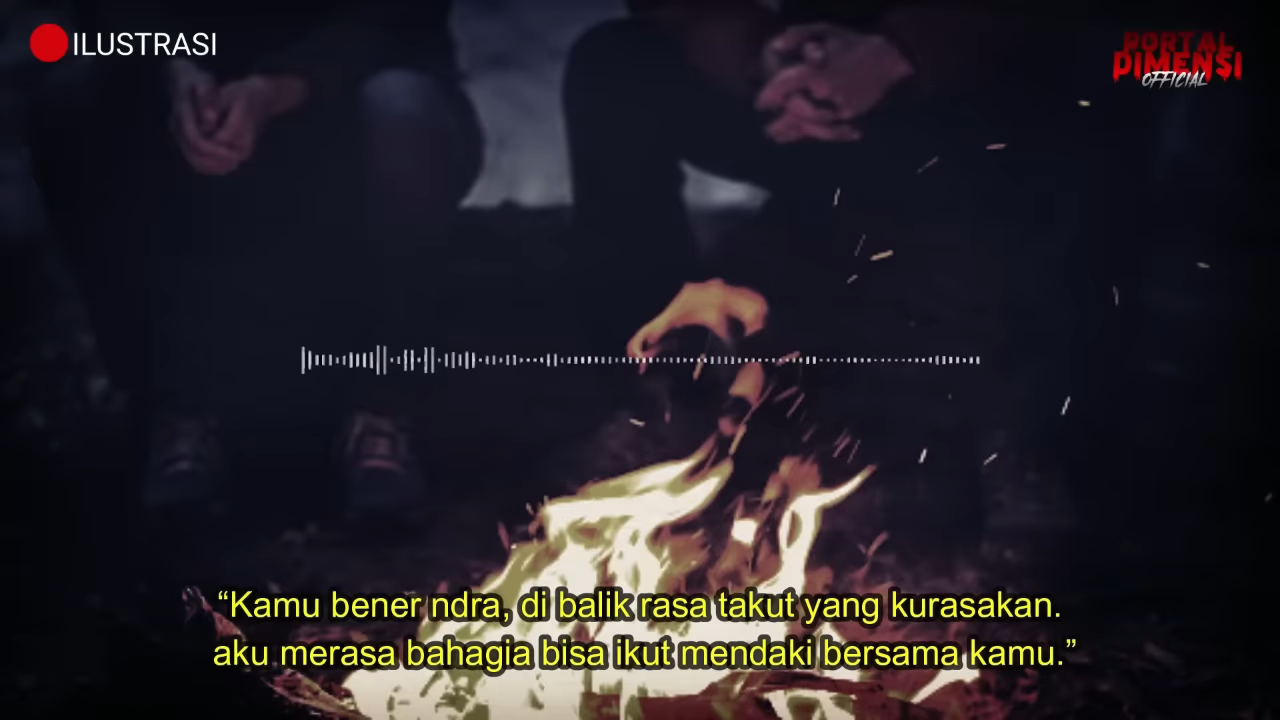 ILUSTRASI
PORTAL
DIMENSI
OFFICIAL
“Kamu bener ndra, di balik rasa takut yang kurasakan.
aku merasa bahagia bisa ikut mendaki bersama kamu.”